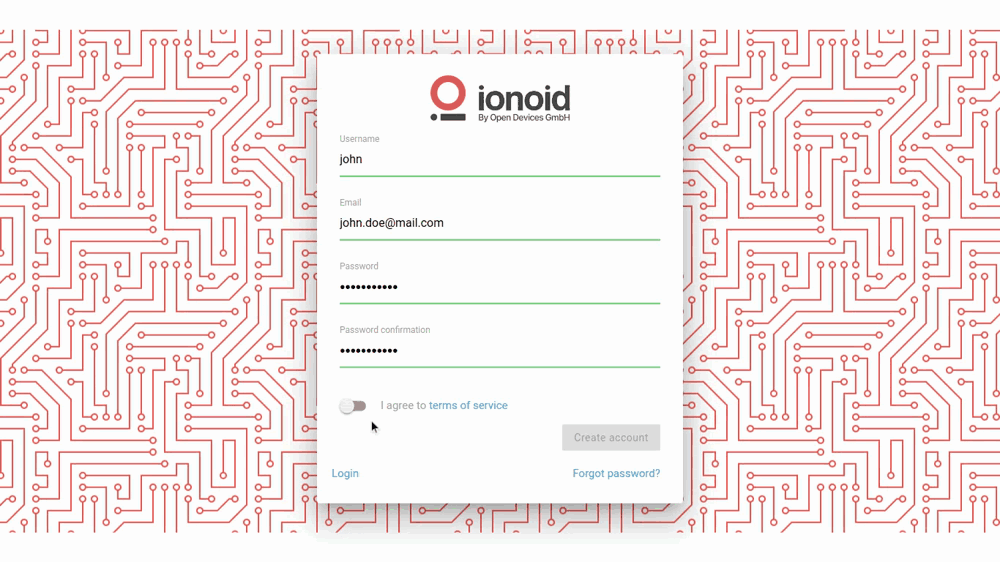 ionoid
By Open Devices GmbH
Username
john
Email
john.doe@mail.com
Password
•••••••••••
Password confirmation
•••••••••••
I agree to terms of service
Create account
Login
Forgot password?